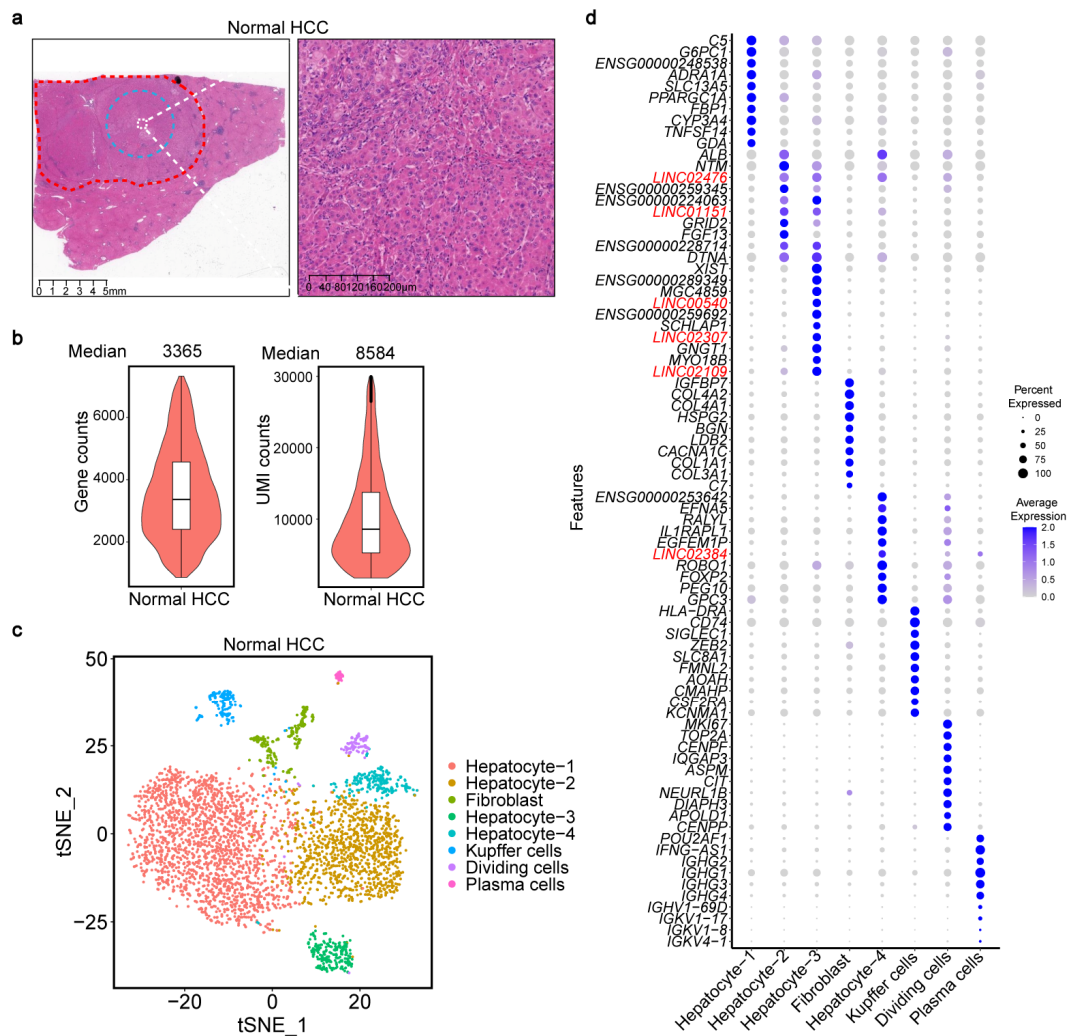 a
Normal HCC
0 1 2 3 4 5mm
0 40 80 120 160 200μm
b
Median 3365
Gene counts
6000
4000
2000
Normal HCC
Median 8584
UMI counts
30000
20000
10000
Normal HCC
c
Normal HCC
tSNE_2
50
25
0
−25
−20 0 20
tSNE_1
Hepatocyte-1
Hepatocyte-2
Fibroblast
Hepatocyte-3
Hepatocyte-4
Kupffer cells
Dividing cells
Plasma cells
d
Features
C5
G6PC1
ENSG00000248538
ADRA1A
SLC13A5
PPARGC1A
FBP1
CYP3A4
TNFSF14
GDA
ALB
NTM
LINC02476
ENSG00000259345
ENSG00000224063
LINC01151
GRID2
FGF13
ENSG00000228714
DTNA
XIST
ENSG00000289349
MGC4859
LINC00540
ENSG00000259692
SCHLAP1
LINC02307
GNGT1
MYO18B
LINC02109
IGFBP7
COL4A2
COL4A1
HSPG2
BGN
LDB2
CACNA1C
COL1A1
COL3A1
C7
ENSG00000253642
EFNA5
RALYL
IL1RAPL1
EGFEM1P
LINC02384
ROBO1
FOXP2
PEG10
GPC3
HLA−DRA
CD74
SIGLEC1
ZEB2
SLC8A1
FMNL2
AOAH
CMAHP
CSF2RA
KCNMA1
MKI67
TOP2A
CENPF
IQGAP3
ASPM
CIT
NEURL1B
DIAPH3
APOLD1
CENPP
POU2AF1
IFNG−AS1
IGHG2
IGHG1
IGHG3
IGHG4
IGHV1−69D
IGKV1−17
IGKV1−8
IGKV4−1
Hepatocyte-1
Hepatocyte-2
Hepatocyte-3
Fibroblast
Hepatocyte-4
Kupffer cells
Dividing cells
Plasma cells
Percent
Expressed
0
25
50
75
100
Average
Expression
2.0
1.5
1.0
0.5
0.0